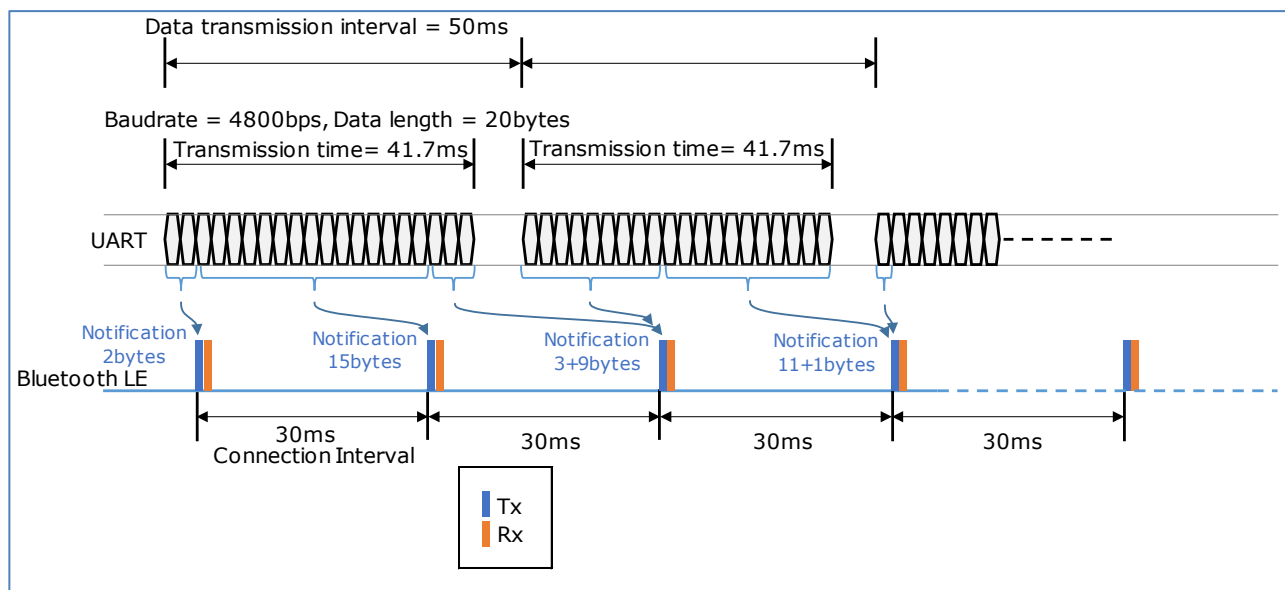 Data transmission interval = 50ms
Baudrate = 4800bps, Data length = 20bytes
Transmission time= 41.7ms
Transmission time= 41.7ms
UART
Notification
2bytes
Notification
15bytes
Notification
3+9bytes
Notification
11+1bytes
Bluetooth LE
30ms
Connection Interval
30ms
30ms
30ms
Tx
Rx